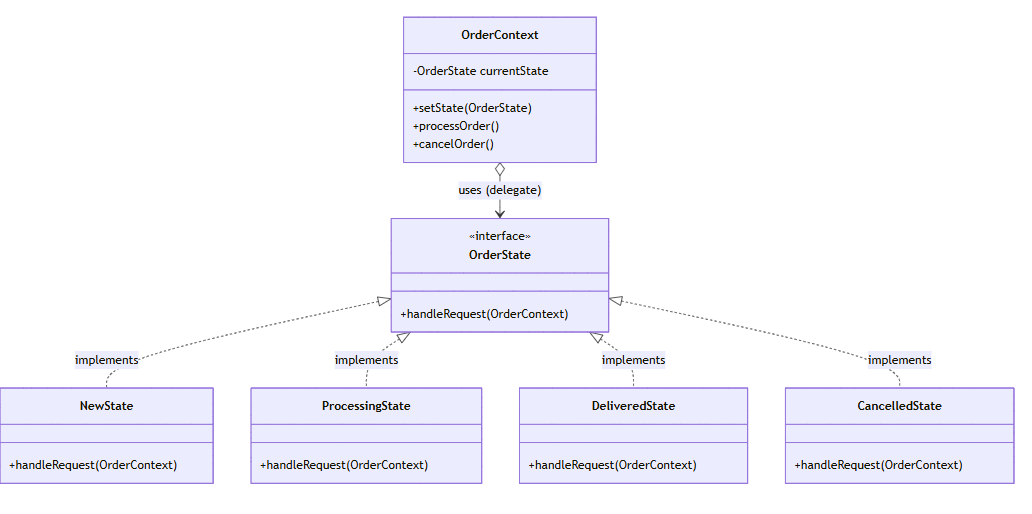 OrderContext
-OrderState currentState
+setState(OrderState)
+processOrder()
+cancelOrder()
uses (delegate)
«interface»
OrderState
+handleRequest(OrderContext)
implements
implements
implements
implements
NewState
+handleRequest(OrderContext)
ProcessingState
+handleRequest(OrderContext)
DeliveredState
+handleRequest(OrderContext)
CancelledState
+handleRequest(OrderContext)